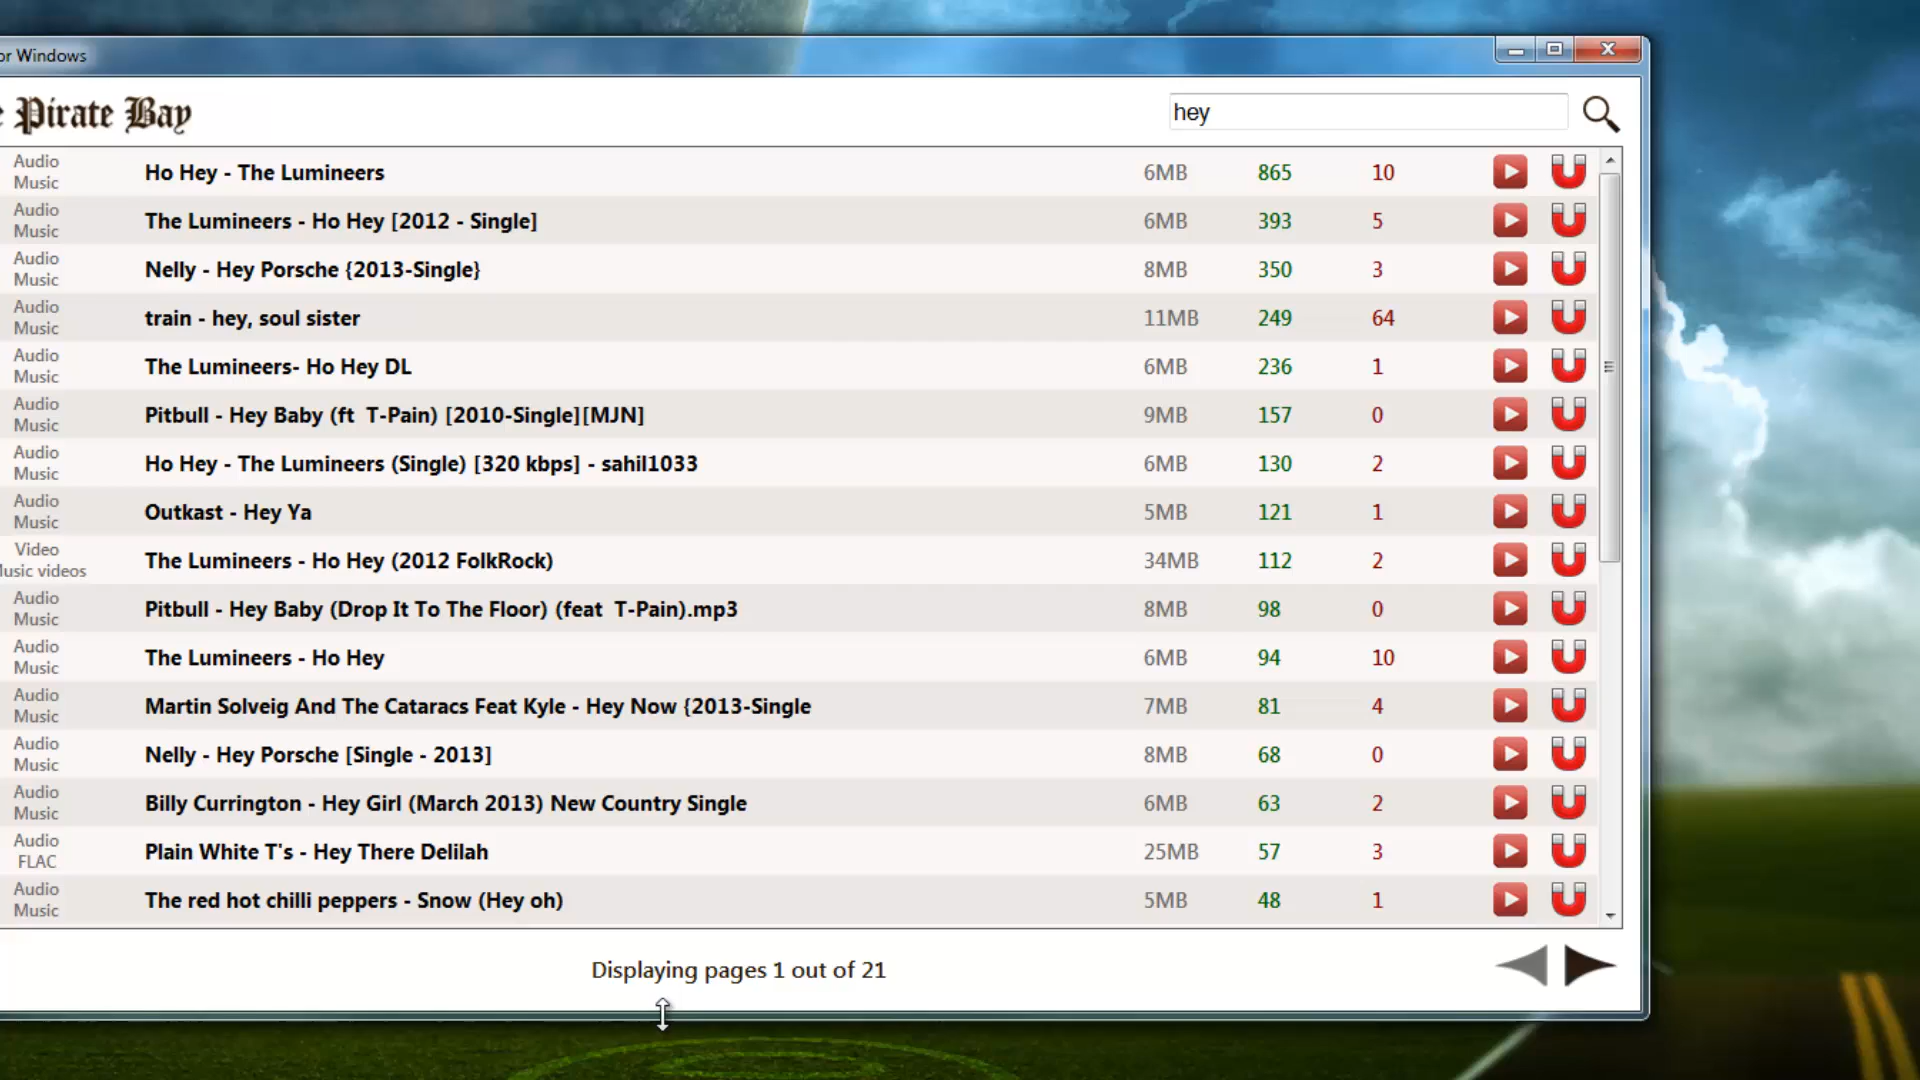 or Windows
e Pirate Bay
hey
Audio
Music
Ho Hey - The Lumineers 6MB 865 10
Audio
Music
The Lumineers - Ho Hey [2012 - Single] 6MB 393 5
Audio
Music
Nelly - Hey Porsche {2013-Single} 8MB 350 3
Audio
Music
train - hey, soul sister 11MB 249 64
Audio
Music
The Lumineers- Ho Hey DL 6MB 236 1
Audio
Music
Pitbull - Hey Baby (ft  T-Pain) [2010-Single][MJN] 9MB 157 0
Audio
Music
Ho Hey - The Lumineers (Single) [320 kbps] - sahil1033 6MB 130 2
Audio
Music
Outkast - Hey Ya 5MB 121 1
Video
Music videos
The Lumineers - Ho Hey (2012 FolkRock) 34MB 112 2
Audio
Music
Pitbull - Hey Baby (Drop It To The Floor) (feat  T-Pain).mp3 8MB 98 0
Audio
Music
The Lumineers - Ho Hey 6MB 94 10
Audio
Music
Martin Solveig And The Cataracs Feat Kyle - Hey Now {2013-Single 7MB 81 4
Audio
Music
Nelly - Hey Porsche [Single - 2013] 8MB 68 0
Audio
Music
Billy Currington - Hey Girl (March 2013) New Country Single 6MB 63 2
Audio
FLAC
Plain White T's - Hey There Delilah 25MB 57 3
Audio
Music
The red hot chilli peppers - Snow (Hey oh) 5MB 48 1
Displaying pages 1 out of 21